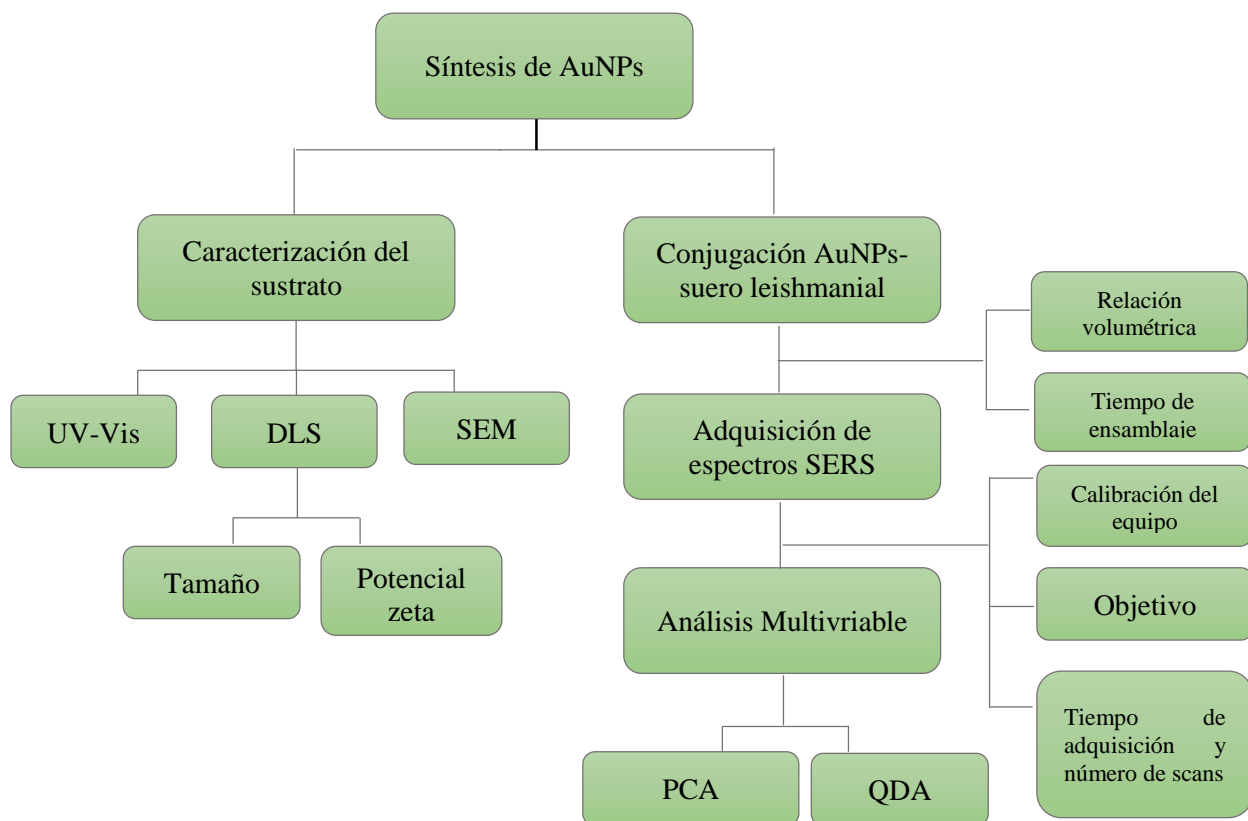 Síntesis de AuNPs
Caracterización del
sustrato
Conjugación AuNPs-
suero leishmanial
Relación
volumétrica
Tiempo de
ensamblaje
UV-Vis
DLS
SEM
Adquisición de
espectros SERS
Calibración del
equipo
Tamaño
Potencial
zeta
Análisis Multivriable
Objetivo
Tiempo de
adquisición y
número de scans
PCA
QDA